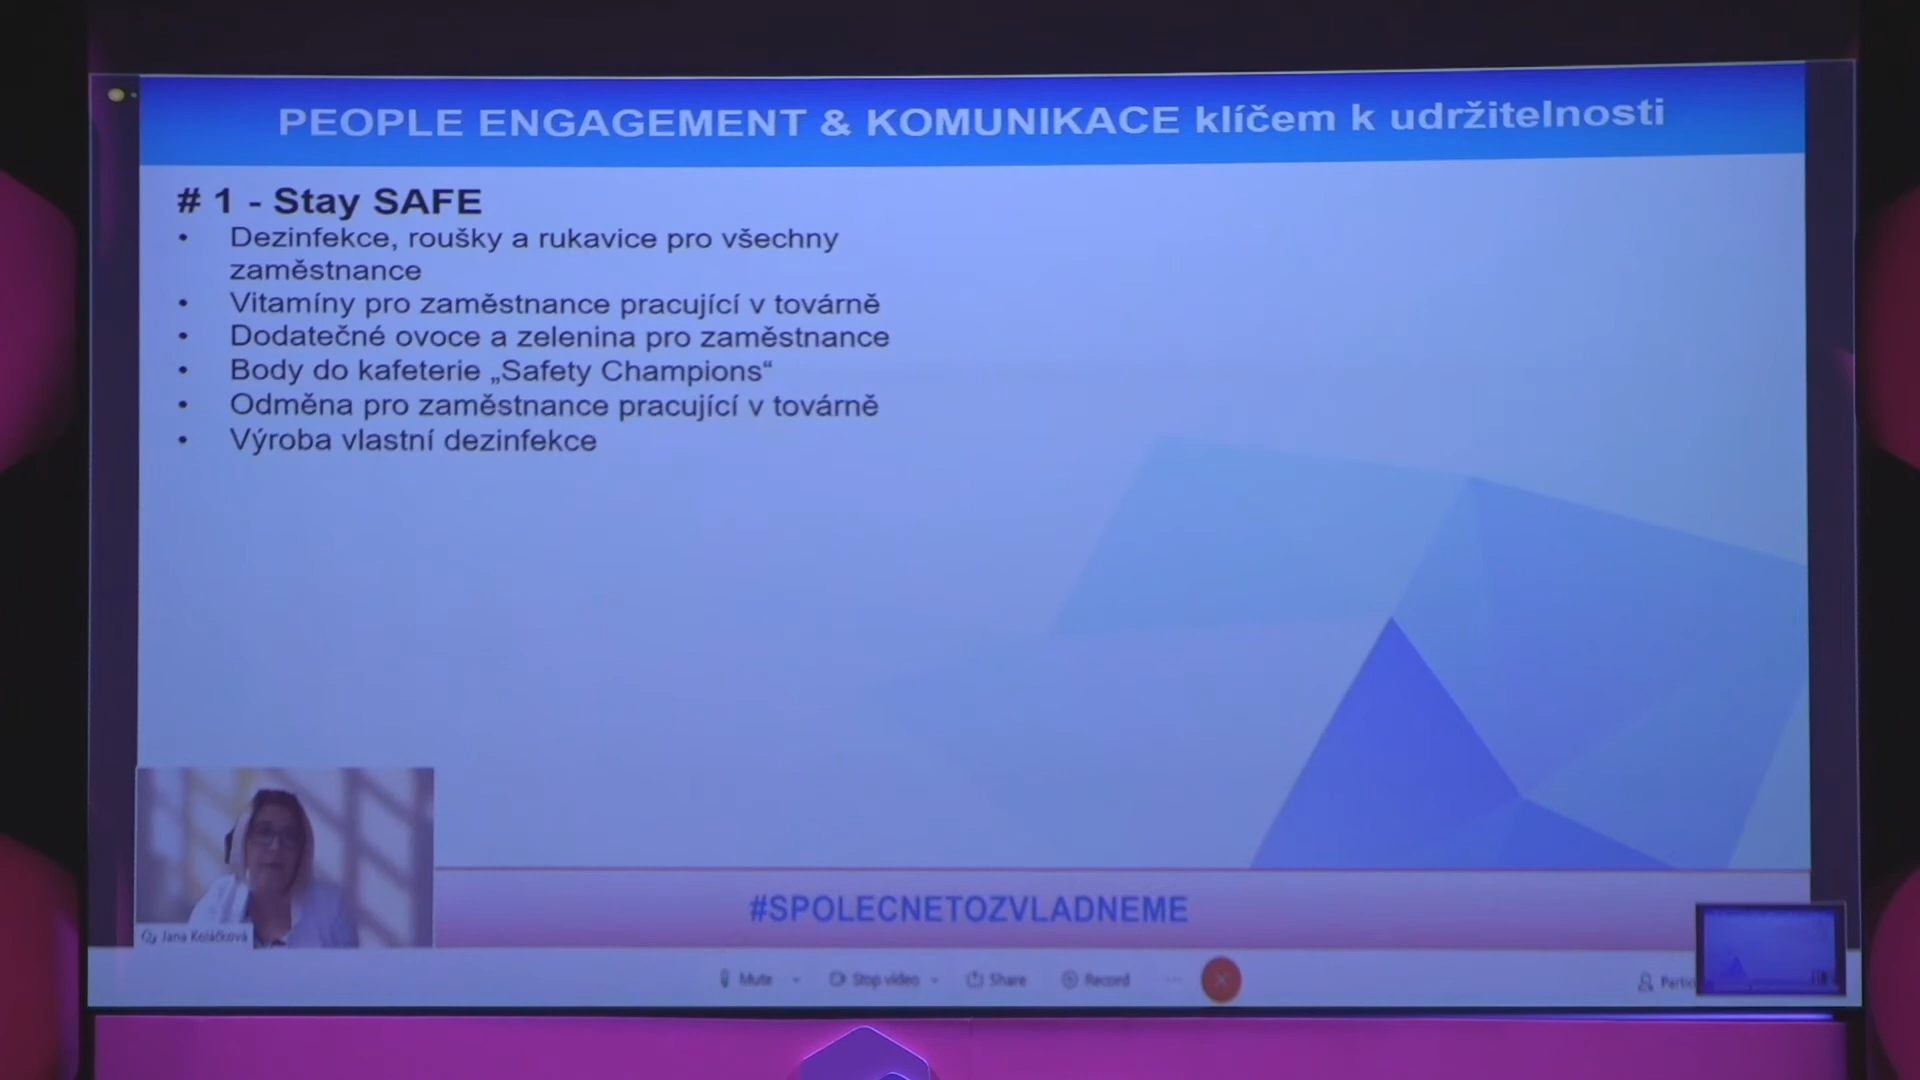 PEOPLE ENGAGEMENT & KOMUNIKACE klíčem k udržitelnosti
# 1 - Stay SAFE
• Dezinfekce, roušky a rukavice pro všechny
zaměstnance
• Vitamíny pro zaměstnance pracující v továrně
• Dodatečné ovoce a zelenina pro zaměstnance
• Body do kafeterie „Safety Champions“
• Odměna pro zaměstnance pracující v továrně
• Výroba vlastní dezinfekce
Jana Koláčková
#SPOLECNETOZVLADNEME
Mute
Stop video
Share
Record